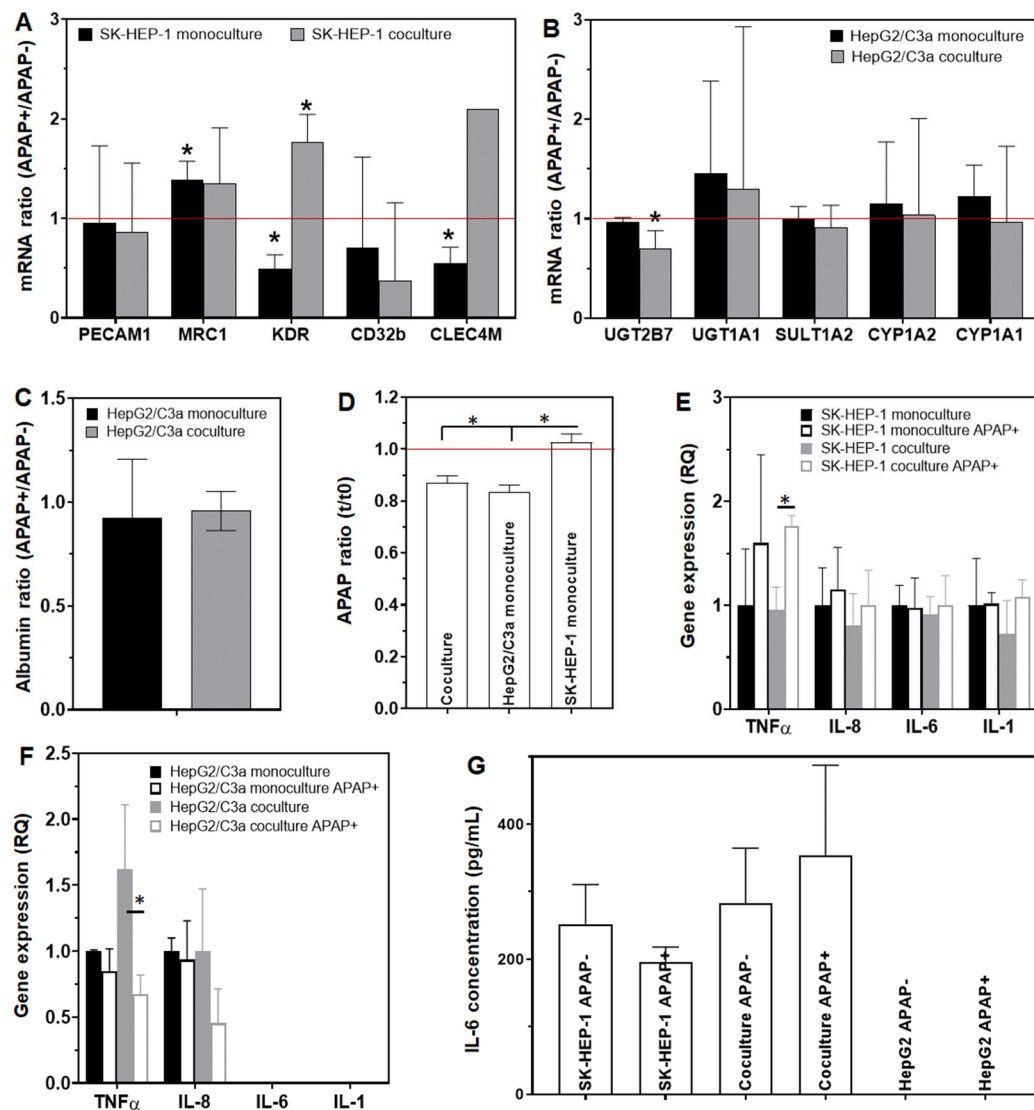 A
SK-HEP-1 monoculture
SK-HEP-1 coculture
mRNA ratio (APAP+/APAP-)
3
2
1
0
*
*
*
*
PECAM1 MRC1 KDR CD32b CLEC4M
B
HepG2/C3a monoculture
HepG2/C3a coculture
mRNA ratio (APAP+/APAP-)
3
2
1
0
*
UGT2B7 UGT1A1 SULT1A2 CYP1A2 CYP1A1
C
HepG2/C3a monoculture
HepG2/C3a coculture
Albumin ratio (APAP+/APAP-)
1.5
1.0
0.5
0.0
D
APAP ratio (t/t0)
1.2
1.0
0.8
0.6
0.4
0.2
0.0
*
*
Coculture
HepG2/C3a monoculture
SK-HEP-1 monoculture
E
SK-HEP-1 monoculture
SK-HEP-1 monoculture APAP+
SK-HEP-1 coculture
SK-HEP-1 coculture APAP+
Gene expression (RQ)
3
2
1
0
*
TNFα IL-8 IL-6 IL-1
F
HepG2/C3a monoculture
HepG2/C3a monoculture APAP+
HepG2/C3a coculture
HepG2/C3a coculture APAP+
Gene expression (RQ)
2.5
2.0
1.5
1.0
0.5
0.0
*
TNFα IL-8 IL-6 IL-1
G
IL-6 concentration (pg/mL)
400
200
0
SK-HEP-1 APAP-
SK-HEP-1 APAP+
Coculture APAP-
Coculture APAP+
HepG2 APAP-
HepG2 APAP+